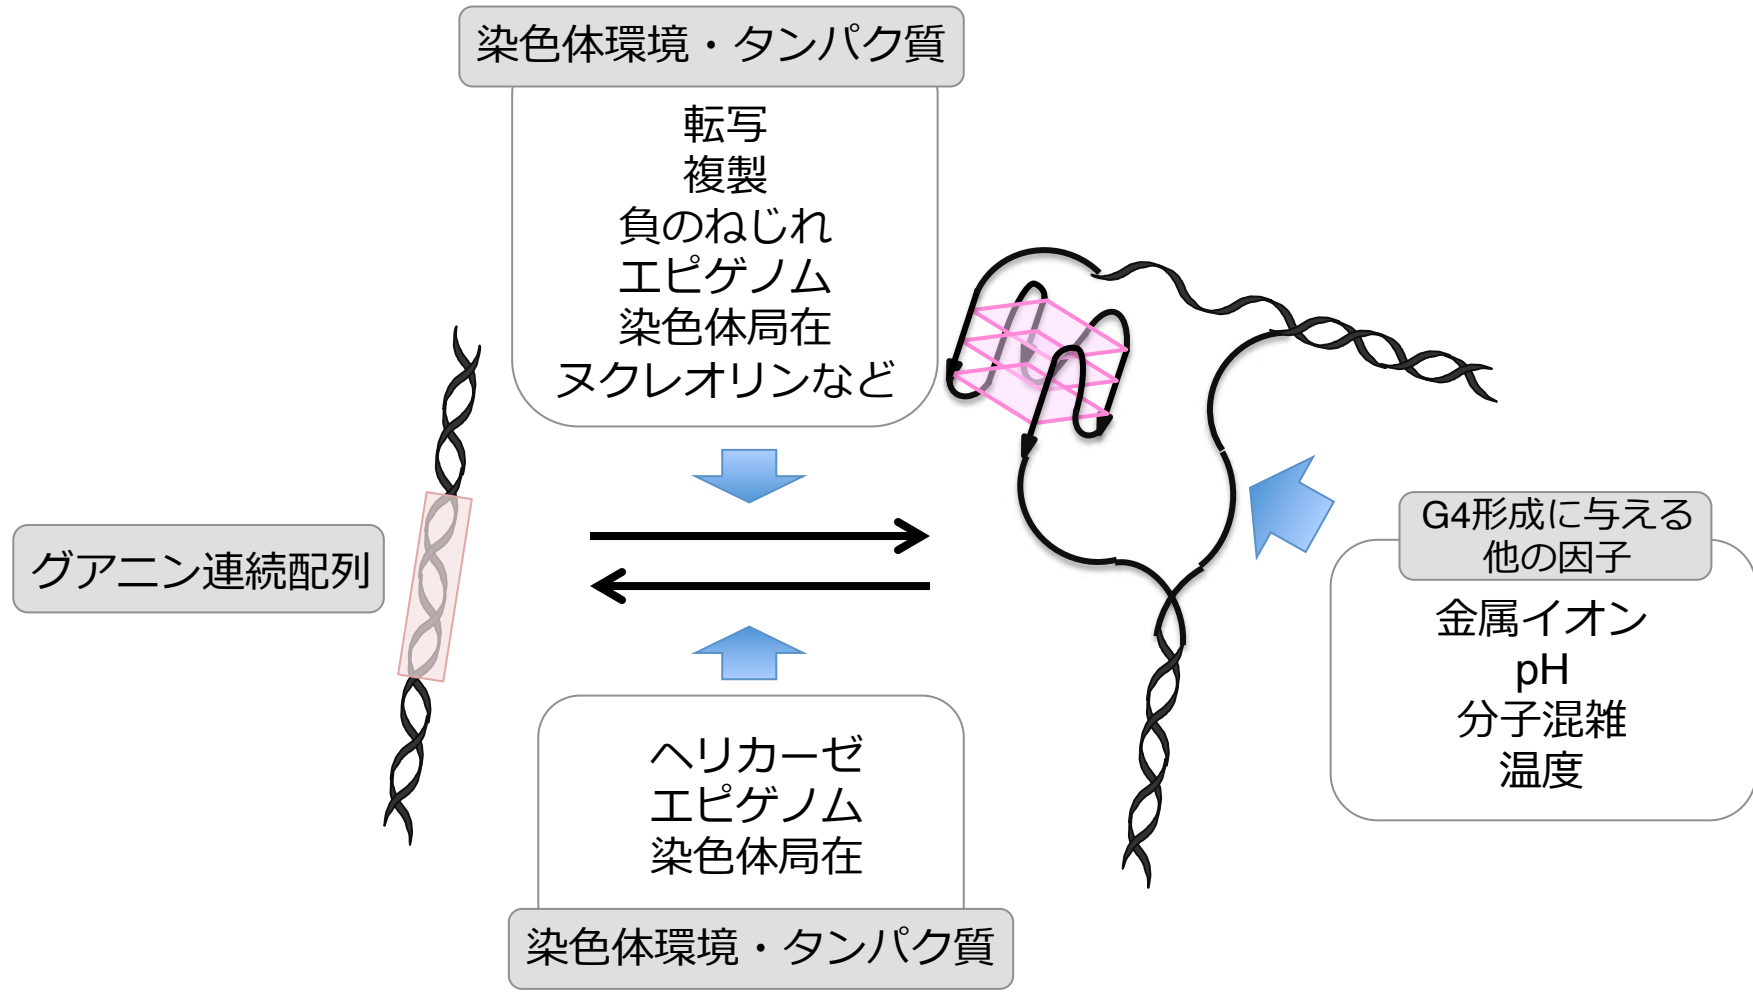 染色体環境・タンパク質
転写
複製
負のねじれ
エピゲノム
染色体局在
ヌクレオリンなど
グアニン連続配列
G4形成に与える
他の因子
金属イオン
pH
分子混雑
温度
ヘリカーゼ
エピゲノム
染色体局在
染色体環境・タンパク質